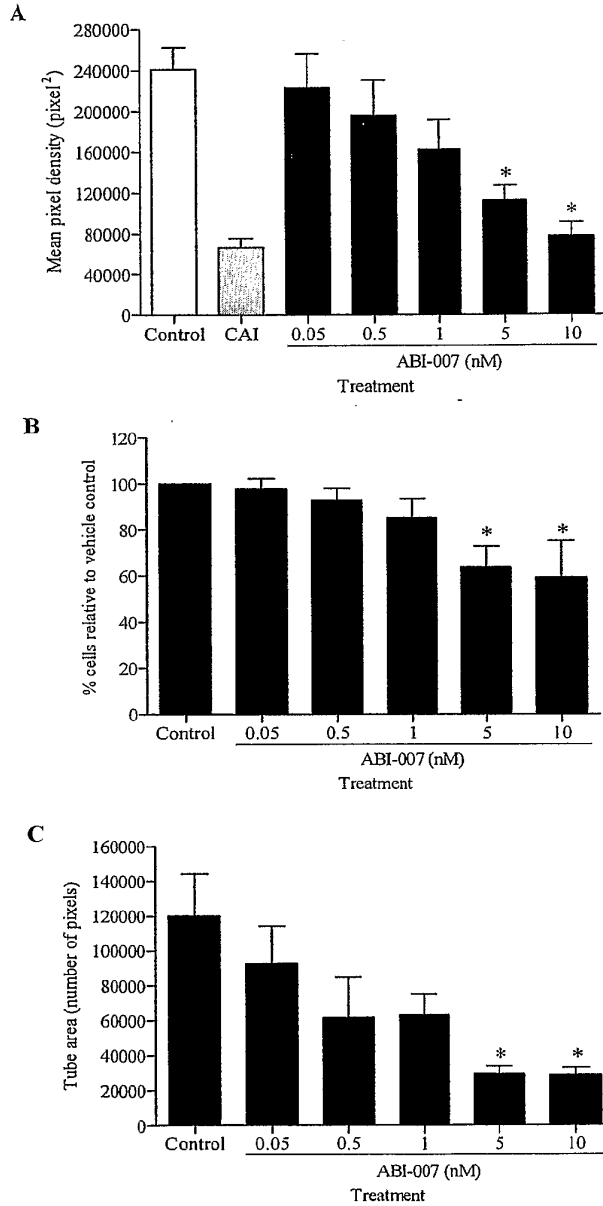 A
Mean pixel density (pixel²)
280000
240000
200000
160000
120000
80000
40000
0
* *
Control CAI 0.05 0.5 1 5 10
ABI-007 (nM)
Treatment
B
% cells relative to vehicle control
120
100
80
60
40
20
0
* *
Control 0.05 0.5 1 5 10
ABI-007 (nM)
Treatment
C
Tube area (number of pixels)
160000
140000
120000
100000
80000
60000
40000
20000
0
* *
Control 0.05 0.5 1 5 10
ABI-007 (nM)
Treatment